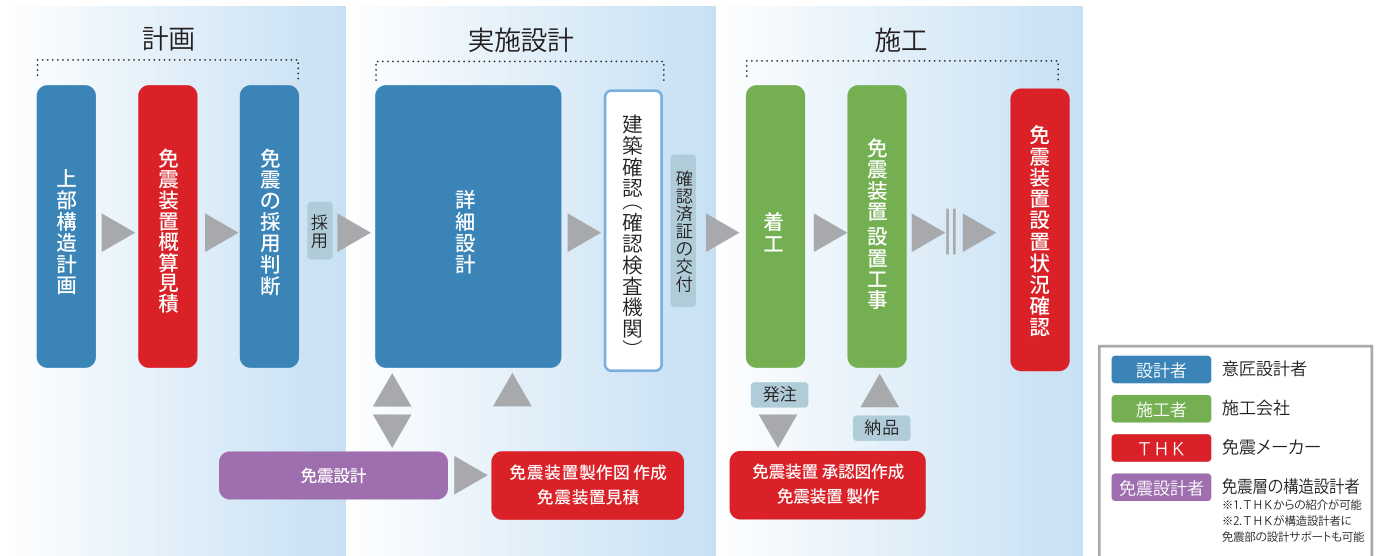 計画
実施設計
施工
上部構造計画
免震装置概算見積
免震の採用判断
採用
詳細設計
建築確認（確認検査機関）
確認済証の交付
着工
免震装置 設置工事
免震装置設置状況確認
発注
納品
免震設計
免震装置製作図 作成
免震装置見積
免震装置 承認図作成
免震装置 製作
設計者 意匠設計者
施工者 施工会社
ＴＨＫ 免震メーカー
免震設計者 免震層の構造設計者
※1.ＴＨＫからの紹介が可能
※2.ＴＨＫが構造設計者に
免震部の設計サポートも可能